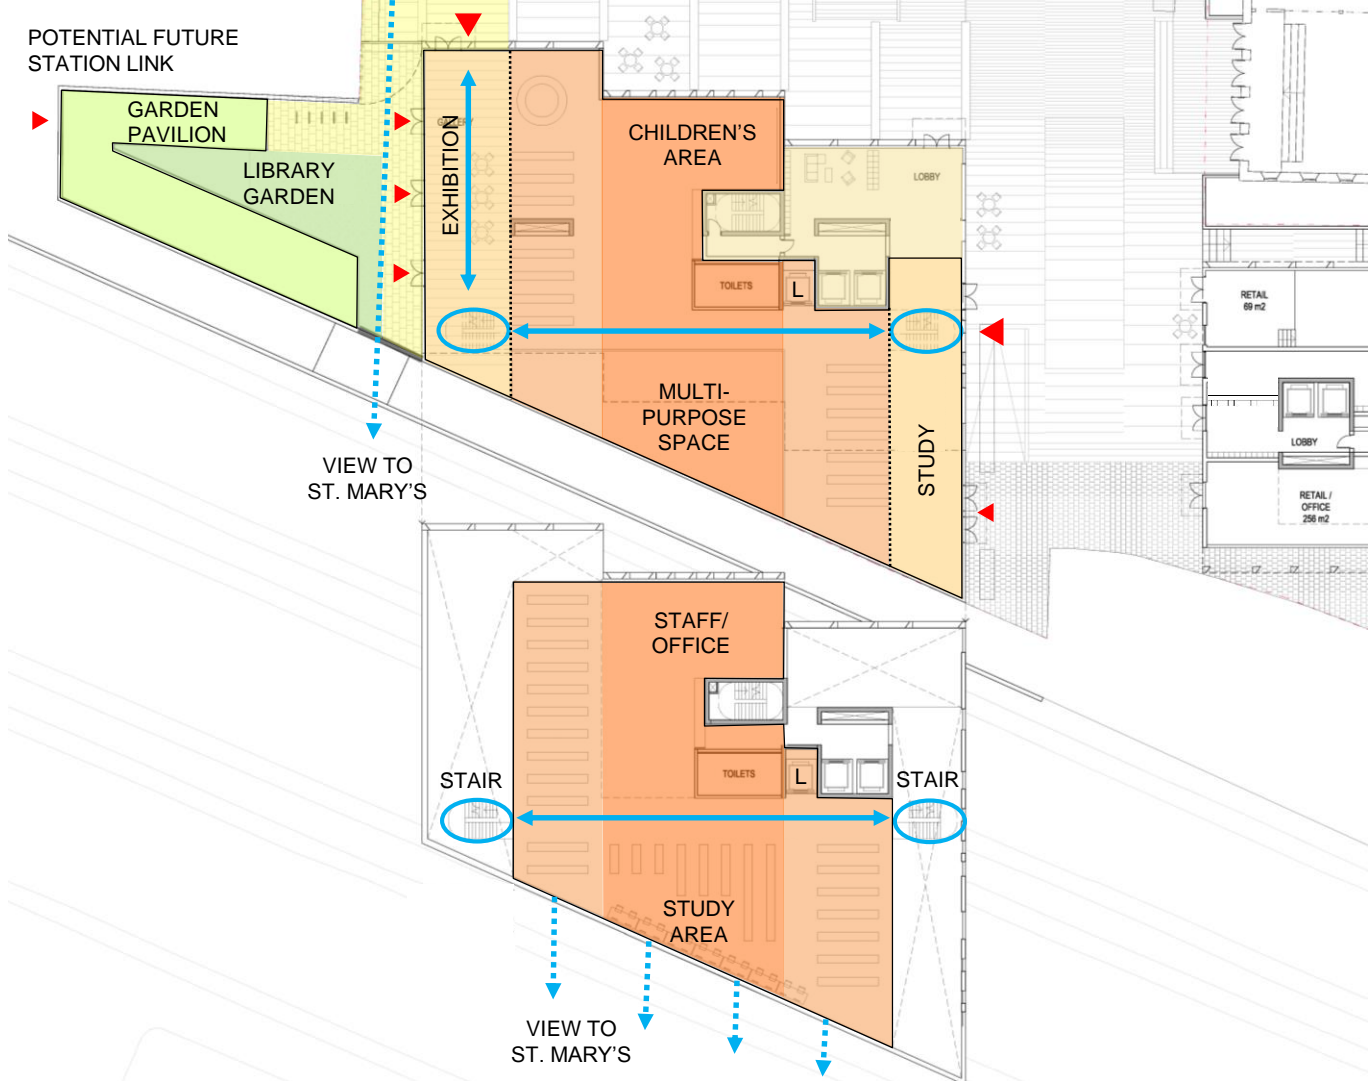 POTENTIAL FUTURE
STATION LINK
GARDEN
PAVILION
LIBRARY
GARDEN
EXHIBITION
CHILDREN'S
AREA
LOBBY
TOILETS
L
MULTI-
PURPOSE
SPACE
STUDY
VIEW TO
ST. MARY'S
RETAIL
69 m2
LOBBY
RETAIL /
OFFICE
256 m2
STAFF/
OFFICE
TOILETS
L
STAIR
STAIR
STUDY
AREA
VIEW TO
ST. MARY'S